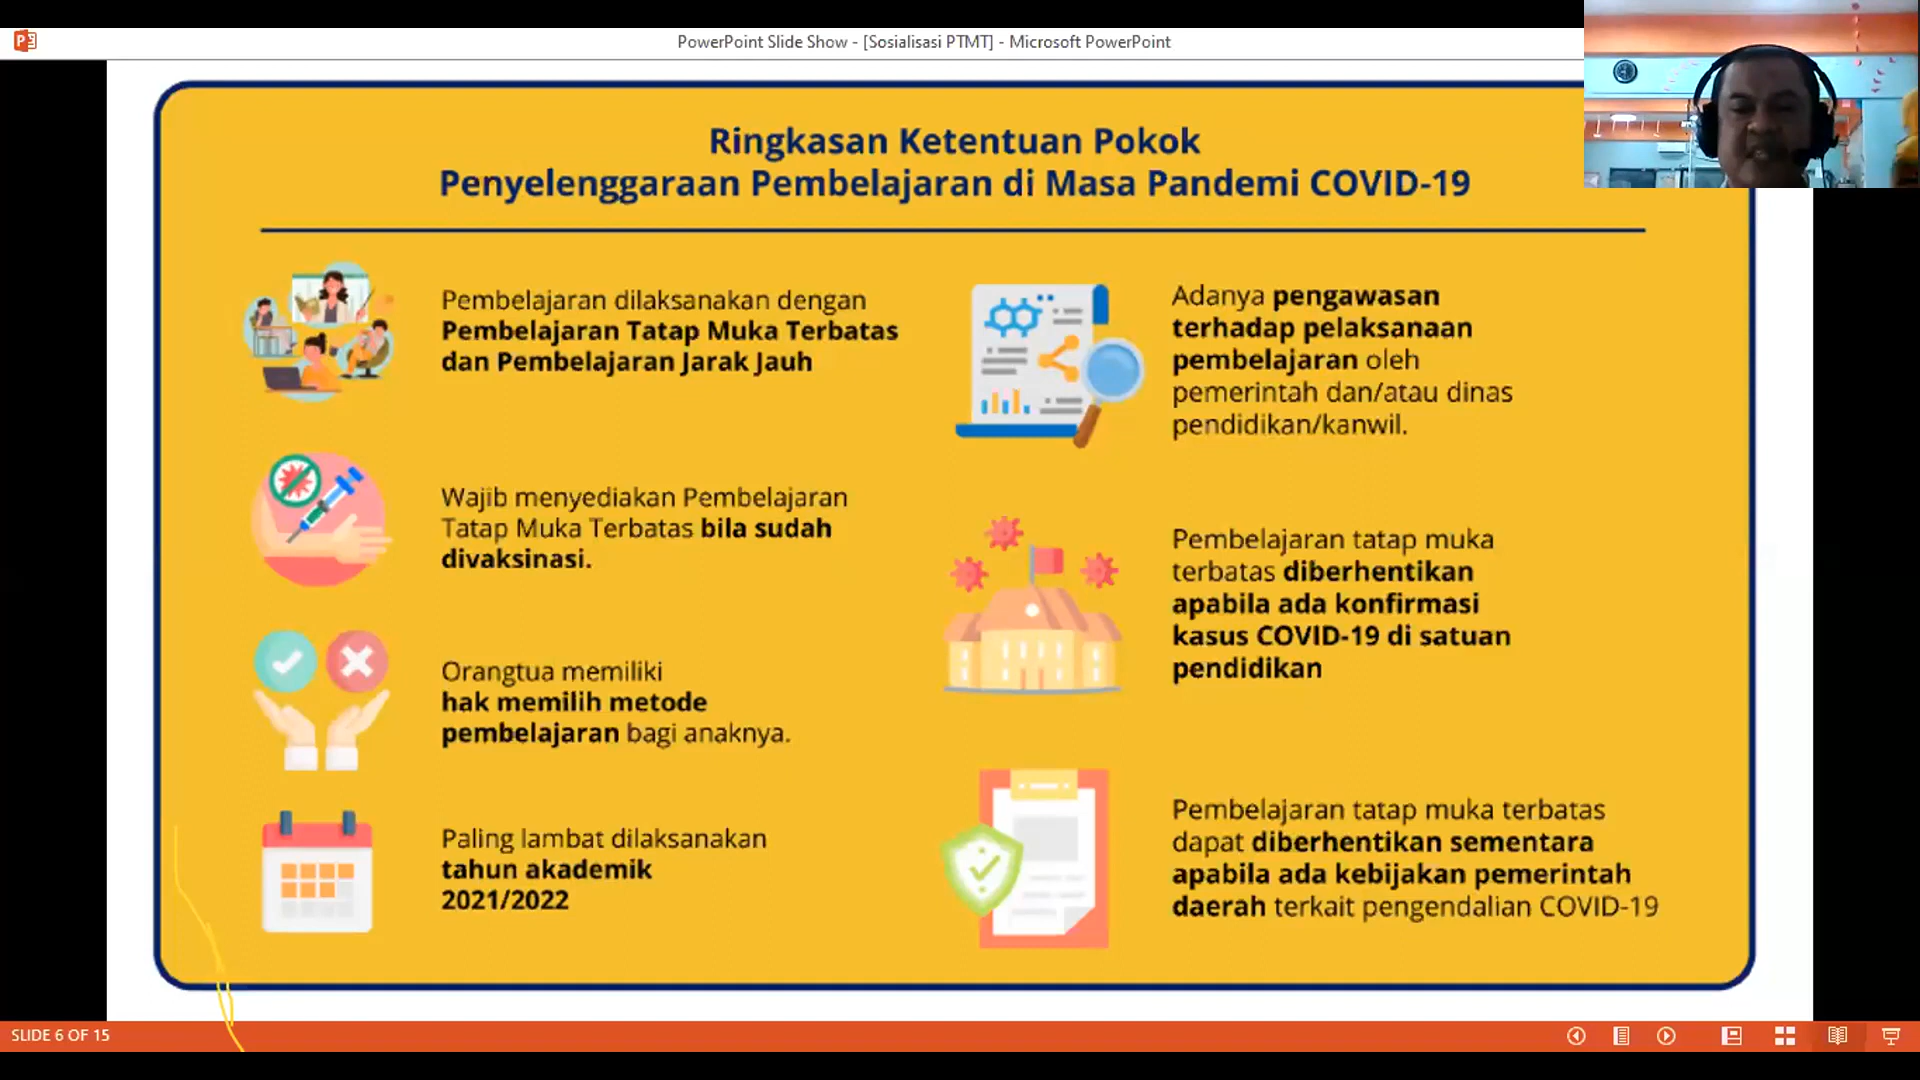 PowerPoint Slide Show - [Sosialisasi PTMT] - Microsoft PowerPoint
Ringkasan Ketentuan Pokok
Penyelenggaraan Pembelajaran di Masa Pandemi COVID-19
Pembelajaran dilaksanakan dengan
Pembelajaran Tatap Muka Terbatas
dan Pembelajaran Jarak Jauh
Wajib menyediakan Pembelajaran
Tatap Muka Terbatas bila sudah
divaksinasi.
Orangtua memiliki
hak memilih metode
pembelajaran bagi anaknya.
Paling lambat dilaksanakan
tahun akademik
2021/2022
Adanya pengawasan
terhadap pelaksanaan
pembelajaran oleh
pemerintah dan/atau dinas
pendidikan/kanwil.
Pembelajaran tatap muka
terbatas diberhentikan
apabila ada konfirmasi
kasus COVID-19 di satuan
pendidikan
Pembelajaran tatap muka terbatas
dapat diberhentikan sementara
apabila ada kebijakan pemerintah
daerah terkait pengendalian COVID-19
SLIDE 6 OF 15